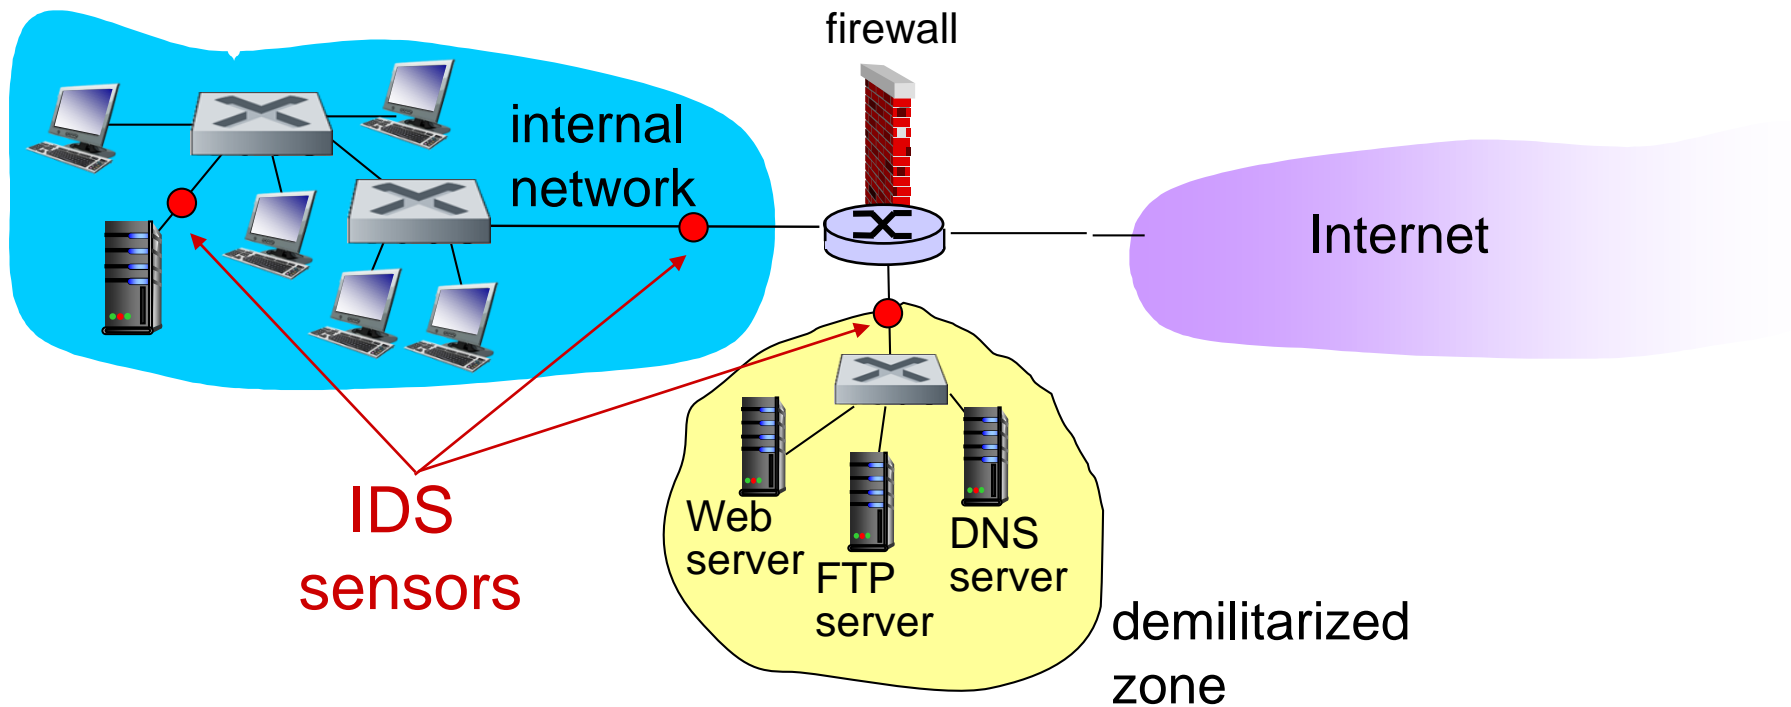 firewall
internal
network
Internet
IDS
sensors
Web
server
FTP
server
DNS
server
demilitarized
zone